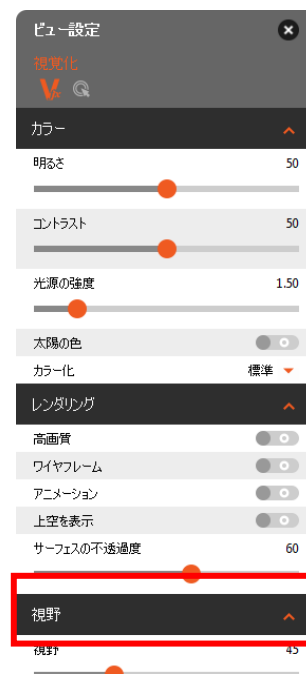 ビュー設定
視覚化
カラー
明るさ 50
コントラスト 50
光源の強度 1.50
太陽の色
カラー化 標準
レンダリング
高画質
ワイヤフレーム
アニメーション
上空を表示
サーフェスの不透過度 60
視野
視野 45